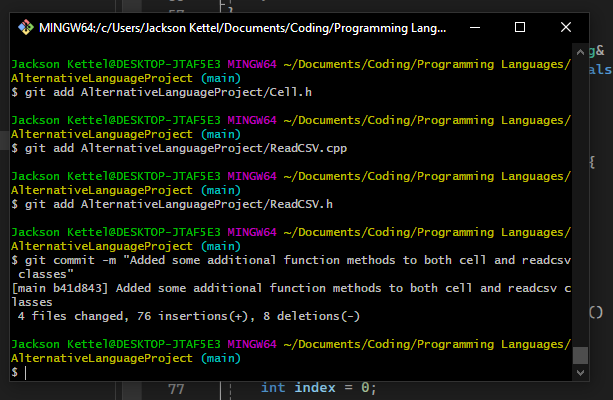 57
MINGW64:/c/Users/Jackson Kettel/Documents/Coding/Programming Lang...
Jackson Kettel@DESKTOP-JTAF5E3 MINGW64 ~/Documents/Coding/Programming Languages/
AlternativeLanguageProject (main)
$ git add AlternativeLanguageProject/Cell.h
Jackson Kettel@DESKTOP-JTAF5E3 MINGW64 ~/Documents/Coding/Programming Languages/
AlternativeLanguageProject (main)
$ git add AlternativeLanguageProject/ReadCSV.cpp
Jackson Kettel@DESKTOP-JTAF5E3 MINGW64 ~/Documents/Coding/Programming Languages/
AlternativeLanguageProject (main)
$ git add AlternativeLanguageProject/ReadCSV.h
Jackson Kettel@DESKTOP-JTAF5E3 MINGW64 ~/Documents/Coding/Programming Languages/
AlternativeLanguageProject (main)
$ git commit -m "Added some additional function methods to both cell and readcsv
classes"
[main b41d843] Added some additional function methods to both cell and readcsv c
lasses
4 files changed, 76 insertions(+), 8 deletions(-)
Jackson Kettel@DESKTOP-JTAF5E3 MINGW64 ~/Documents/Coding/Programming Languages/
AlternativeLanguageProject (main)
$
g&
als
{
()
77 int index = 0;